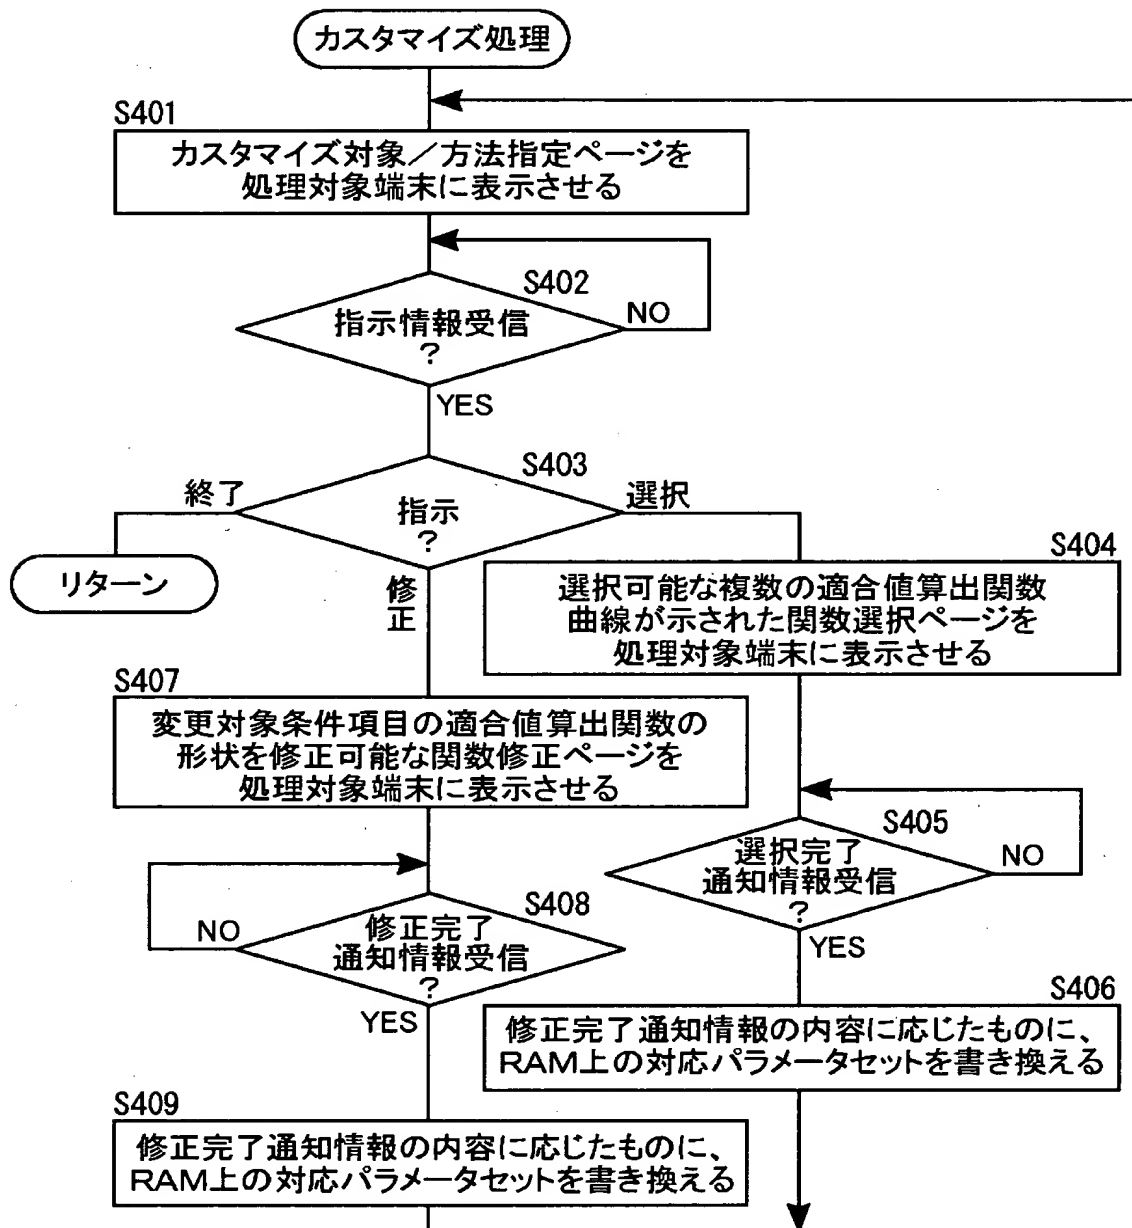 カスタマイズ処理
S401
カスタマイズ対象／方法指定ページを
処理対象端末に表示させる
S402
指示情報受信
?
NO
YES
S403
指示
?
終了
選択
修正
リターン
S404
選択可能な複数の適合値算出関数
曲線が示された関数選択ページを
処理対象端末に表示させる
S407
変更対象条件項目の適合値算出関数の
形状を修正可能な関数修正ページを
処理対象端末に表示させる
S405
選択完了
通知情報受信
?
NO
YES
S408
修正完了
通知情報受信
?
NO
YES
S406
修正完了通知情報の内容に応じたものに、
RAM上の対応パラメータセットを書き換える
S409
修正完了通知情報の内容に応じたものに、
RAM上の対応パラメータセットを書き換える